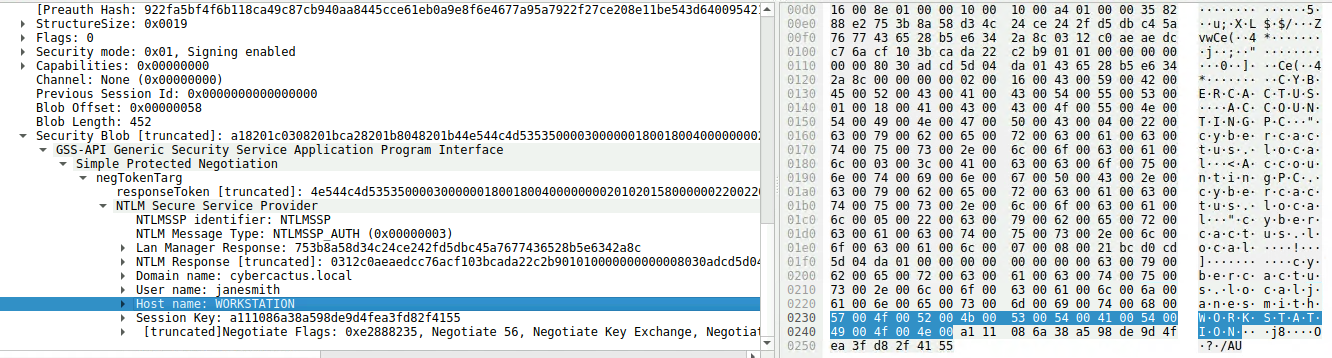 [Preauth Hash: 922fa5bf4f6b118ca49c87cb940aa8445cce61eb0a9e8f6e4677a95a7922f27ce208e11be543d640095421
StructureSize: 0x0019
Flags: 0
Security mode: 0x01, Signing enabled
Capabilities: 0x00000000
Channel: None (0x00000000)
Previous Session Id: 0x0000000000000000
Blob Offset: 0x00000058
Blob Length: 452
Security Blob [truncated]: a18201c0308201bca28201b8048201b44e544c4d5353500003000000180018004000000002
GSS-API Generic Security Service Application Program Interface
Simple Protected Negotiation
negTokenTarg
responseToken [truncated]: 4e544c4d5353500003000000180018004000000002010201580000002200220
NTLM Secure Service Provider
NTLMSSP identifier: NTLMSSP
NTLM Message Type: NTLMSSP_AUTH (0x00000003)
Lan Manager Response: 753b8a58d34c24ce242fd5dbc45a7677436528b5e6342a8c
NTLM Response [truncated]: 0312c0aeaedcc76acf103bcada22c2b901010000000000008030adcd5d04
Domain name: cybercactus.local
User name: janesmith
Host name: WORKSTATION
Session Key: a111086a38a598de9d4fea3fd82f4155
[truncated]Negotiate Flags: 0xe2888235, Negotiate 56, Negotiate Key Exchange, Negotiat
00d0 16 00 8e 01 00 00 10 00 10 00 a4 01 00 00 35 82 ········ ······5·
00e0 88 e2 75 3b 8a 58 d3 4c 24 ce 24 2f d5 db c4 5a ··u;·X·L $·$/···Z
00f0 76 77 43 65 28 b5 e6 34 2a 8c 03 12 c0 ae ae dc vwCe(··4 *·······
0100 c7 6a cf 10 3b ca da 22 c2 b9 01 01 00 00 00 00 ·j··;··" ········
0110 00 00 80 30 ad cd 5d 04 da 01 43 65 28 b5 e6 34 ···0··]· ··Ce(··4
0120 2a 8c 00 00 00 00 02 00 16 00 43 00 59 00 42 00 *······· ··C·Y·B·
0130 45 00 52 00 43 00 41 00 43 00 54 00 55 00 53 00 E·R·C·A· C·T·U·S·
0140 01 00 18 00 41 00 43 00 43 00 4f 00 55 00 4e 00 ····A·C· C·O·U·N·
0150 54 00 49 00 4e 00 47 00 50 00 43 00 04 00 22 00 T·I·N·G· P·C···"·
0160 63 00 79 00 62 00 65 00 72 00 63 00 61 00 63 00 c·y·b·e· r·c·a·c·
0170 74 00 75 00 73 00 2e 00 6c 00 6f 00 63 00 61 00 t·u·s·.· l·o·c·a·
0180 6c 00 03 00 3c 00 41 00 63 00 63 00 6f 00 75 00 l···<·A· c·c·o·u·
0190 6e 00 74 00 69 00 6e 00 67 00 50 00 43 00 2e 00 n·t·i·n· g·P·C·.·
01a0 63 00 79 00 62 00 65 00 72 00 63 00 61 00 63 00 c·y·b·e· r·c·a·c·
01b0 74 00 75 00 73 00 2e 00 6c 00 6f 00 63 00 61 00 t·u·s·.· l·o·c·a·
01c0 6c 00 05 00 22 00 63 00 79 00 62 00 65 00 72 00 l···"·c· y·b·e·r·
01d0 63 00 61 00 63 00 74 00 75 00 73 00 2e 00 6c 00 c·a·c·t· u·s·.·l·
01e0 6f 00 63 00 61 00 6c 00 07 00 08 00 21 bc d0 cd o·c·a·l· ····!···
01f0 5d 04 da 01 00 00 00 00 00 00 00 00 63 00 79 00 ]······· ····c·y·
0200 62 00 65 00 72 00 63 00 61 00 63 00 74 00 75 00 b·e·r·c· a·c·t·u·
0210 73 00 2e 00 6c 00 6f 00 63 00 61 00 6c 00 6a 00 s·.·l·o· c·a·l·j·
0220 61 00 6e 00 65 00 73 00 6d 00 69 00 74 00 68 00 a·n·e·s· m·i·t·h·
0230 57 00 4f 00 52 00 4b 00 53 00 54 00 41 00 54 00 W·O·R·K· S·T·A·T·
0240 49 00 4f 00 4e 00 a1 11 08 6a 38 a5 98 de 9d 4f I·O·N··· ·j8····O
0250 ea 3f d8 2f 41 55 ·?·/AU